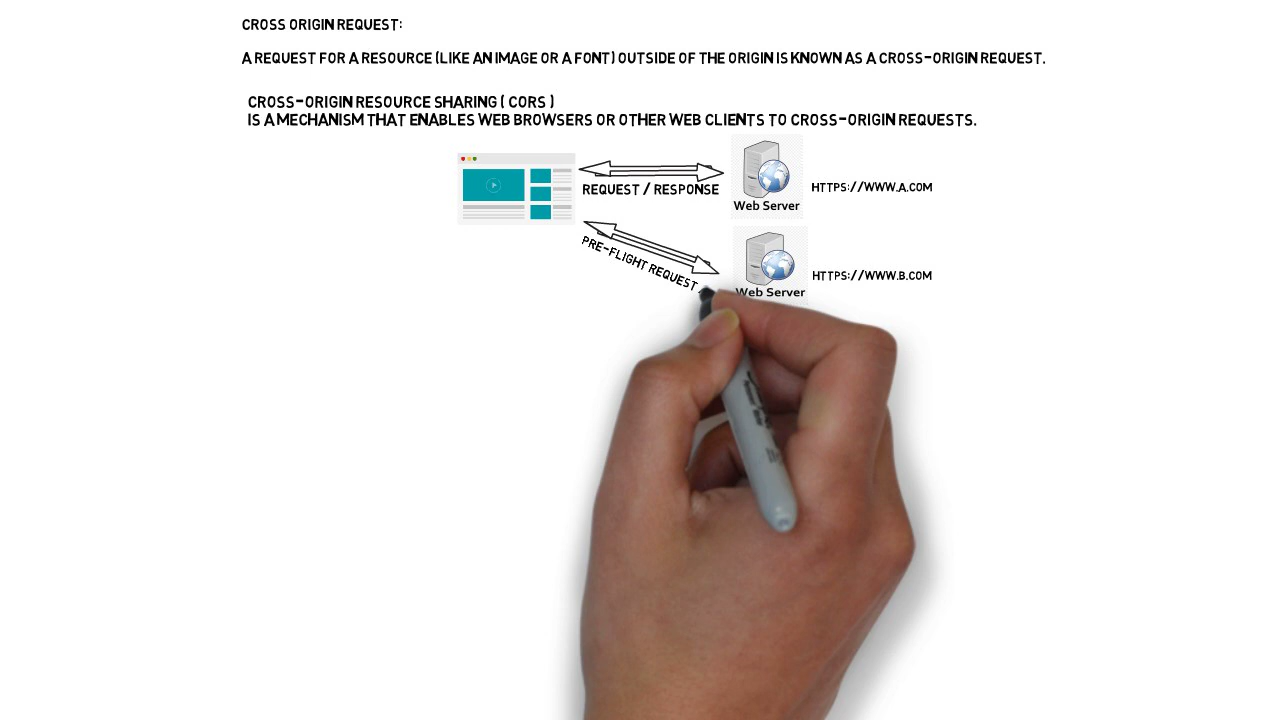 CROSS ORIGIN REQUEST:
A REQUEST FOR A RESOURCE (LIKE AN IMAGE OR A FONT) OUTSIDE OF THE ORIGIN IS KNOWN AS A CROSS-ORIGIN REQUEST.
CROSS-ORIGIN RESOURCE SHARING ( CORS )
IS A MECHANISM THAT ENABLES WEB BROWSERS OR OTHER WEB CLIENTS TO CROSS-ORIGIN REQUESTS.
REQUEST / RESPONSE
Web Server
HTTPS://WWW.A.COM
PRE-FLIGHT REQUEST
Web Server
HTTPS://WWW.B.COM